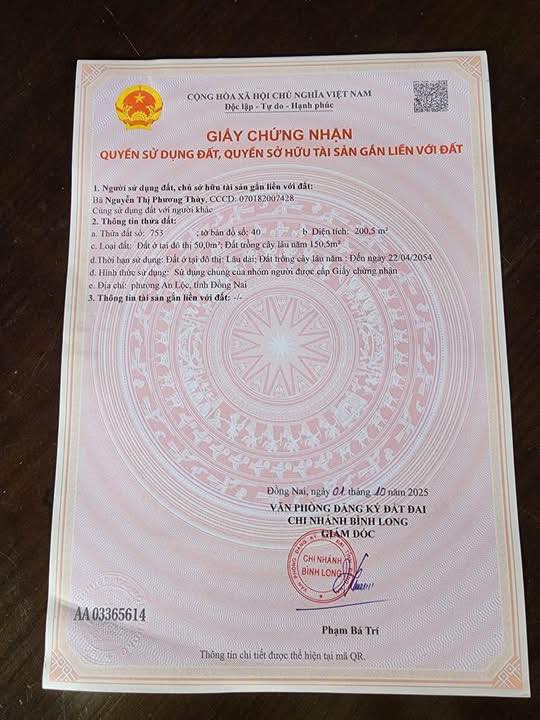 CỘNG HÒA XÃ HỘI CHỦ NGHĨA VIỆT NAM
Độc lập - Tự do - Hạnh phúc
GIẤY CHỨNG NHẬN
QUYỀN SỬ DỤNG ĐẤT, QUYỀN SỞ HỮU TÀI SẢN GẮN LIỀN VỚI ĐẤT
1. Người sử dụng đất, chủ sở hữu tài sản gắn liền với đất:
Bà Nguyễn Thị Phương Thùy, CCCD: 070182007428
Cùng sử dụng đất với người khác
2. Thông tin thửa đất:
a. Thửa đất số: 753 ; tờ bản đồ số: 40 b. Diện tích: 200,5 m²
c. Loại đất: Đất ở tại đô thị 50,0m²; Đất trồng cây lâu năm 150,5m²
d.Thời hạn sử dụng: Đất ở tại đô thị: Lâu dài; Đất trồng cây lâu năm : Đến ngày 22/04/2054
đ. Hình thức sử dụng: Sử dụng chung của nhóm người được cấp Giấy chứng nhận
e. Địa chỉ: phường An Lộc, tỉnh Đồng Nai
3. Thông tin tài sản gắn liền với đất: -/-
Đồng Nai, ngày 01 tháng 10 năm 2025
VĂN PHÒNG ĐĂNG KÝ ĐẤT ĐAI
CHI NHÁNH BÌNH LONG
GIÁM ĐỐC
CHI NHÁNH
BÌNH LONG
AA 03365614
Phạm Bá Trí
Thông tin chi tiết được thể hiện tại mã QR.